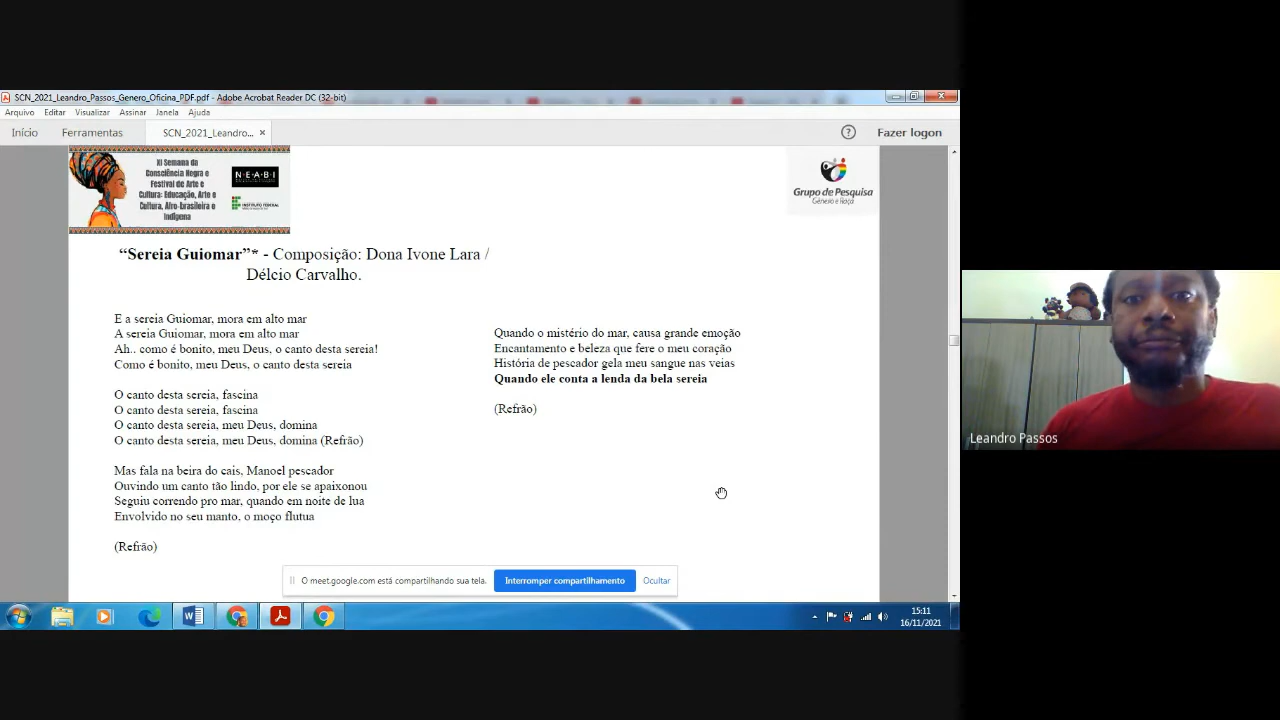 SCN_2021_Leandro_Passos_Genero_Oficina_PDF.pdf - Adobe Acrobat Reader DC (32-bit)
Arquivo Editar Visualizar Assinar Janela Ajuda
Início Ferramentas SCN_2021_Leandro... × ? Fazer logon
XI Semana da
Consciência Negra e
Festival de Arte e
Cultura: Educação, Arte e
Cultura, Afro-brasileira e
Indígena
NEABI
INSTITUTO FEDERAL
Grupo de Pesquisa
Gênero e Raça
“Sereia Guiomar”* - Composição: Dona Ivone Lara /
Délcio Carvalho.
E a sereia Guiomar, mora em alto mar
A sereia Guiomar, mora em alto mar
Ah.. como é bonito, meu Deus, o canto desta sereia!
Como é bonito, meu Deus, o canto desta sereia
O canto desta sereia, fascina
O canto desta sereia, fascina
O canto desta sereia, meu Deus, domina
O canto desta sereia, meu Deus, domina (Refrão)
Mas fala na beira do cais, Manoel pescador
Ouvindo um canto tão lindo, por ele se apaixonou
Seguiu correndo pro mar, quando em noite de lua
Envolvido no seu manto, o moço flutua
(Refrão)
Quando o mistério do mar, causa grande emoção
Encantamento e beleza que fere o meu coração
História de pescador gela meu sangue nas veias
Quando ele conta a lenda da bela sereia
(Refrão)
Leandro Passos
O meet.google.com está compartilhando sua tela. Interromper compartilhamento Ocultar
15:11
16/11/2021